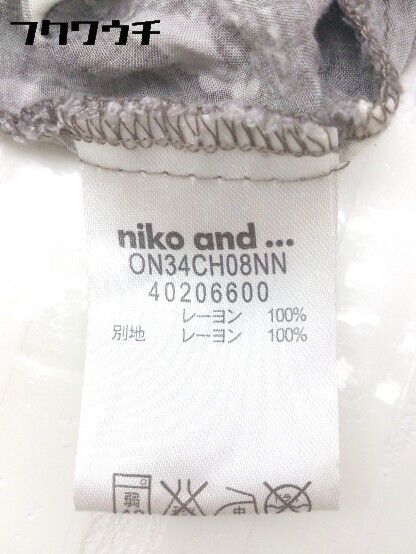 フクワウチ
niko and ...
ON34CH08NN
40206600
レーヨン 100%
別地 レーヨン 100%
弱
中